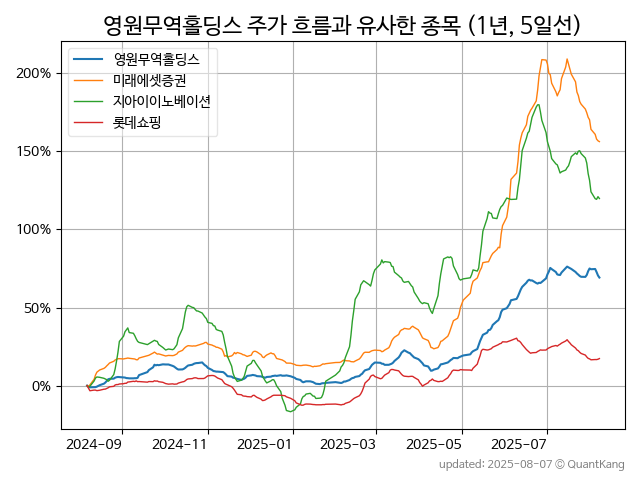 영원무역홀딩스 주가 흐름과 유사한 종목 (1년, 5일선)
영원무역홀딩스
미래에셋증권
지아이이노베이션
롯데쇼핑
200%
150%
100%
50%
0%
2024-09 2024-11 2025-01 2025-03 2025-05 2025-07
updated: 2025-08-07 © QuantKang